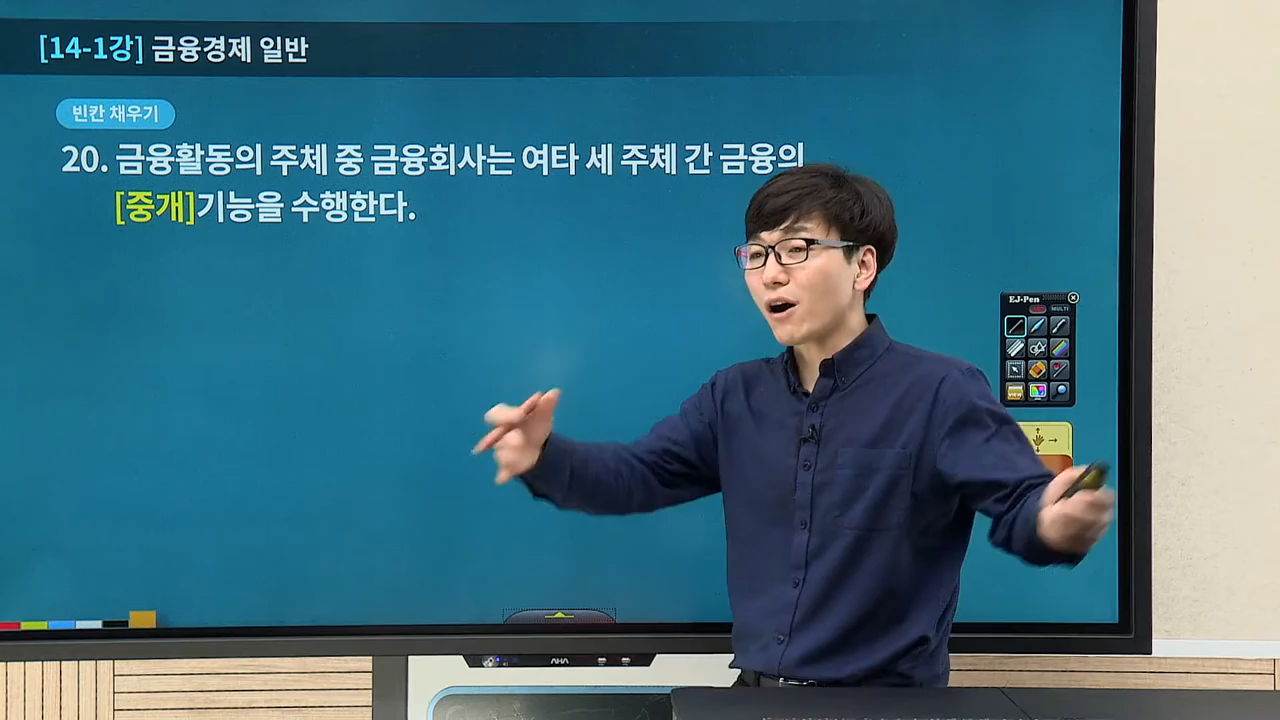 [14-1강] 금융경제 일반
빈칸 채우기
20. 금융활동의 주체 중 금융회사는 여타 세 주체 간 금융의
[중개]기능을 수행한다.
EJ-Pen
MULTI
VIEW
AHA